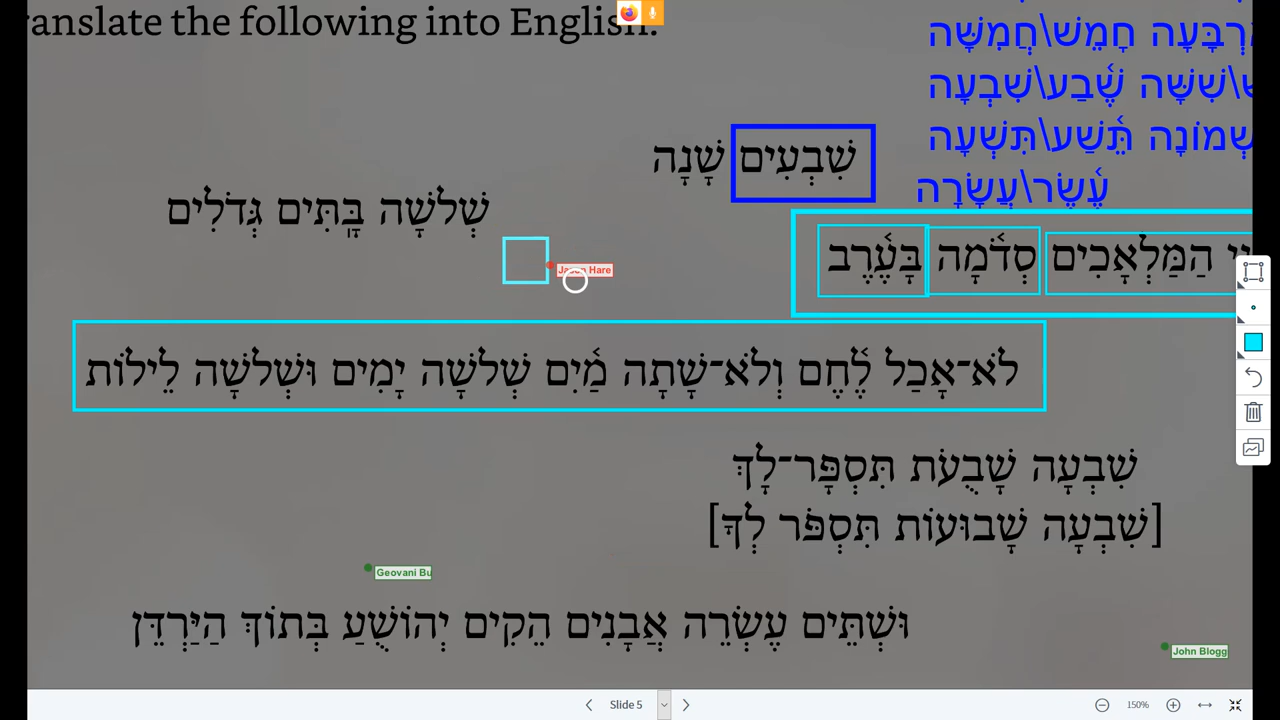 anslate the following into English.
רְבָּעָה חָמֵשׁ\חֲמִשָּׁה
\שִׁשָּׁה שֶׁ֫בַע\שִׁבְעָה
שְׁמוֹנָה תֵּ֫שַׁע\תִּשְׁעָה
עֶ֫שֶׂר\עֲשָׂרָה
שִׁבְעִים שָׁנָה
שְׁלֹשָׁה בָּֽתִּים גְּדֹלִים
הַמַּלְאָכִים סְדֹ֫מָה בָּעֶ֫רֶב
Jason Hare
לֹא־אָכַל לֶ֫חֶם וְלֹא־שָׁתָה מַ֫יִם שְׁלֹשָׁה יָמִים וּשְׁלֹשָׁה לֵילוֹת
שִׁבְעָה שָׁבֻעֹת תִּסְפָּר־לָךְ
[שִׁבְעָה שָׁבוּעוֹת תִּסְפֹּר לְךָ]
Geovani Bu
וּשְׁתֵּים עֶשְׂרֵה אֲבָנִים הֵקִים יְהוֹשֻׁעַ בְּתוֹךְ הַיַּרְדֵּן
John Blogg
Slide 5
150%